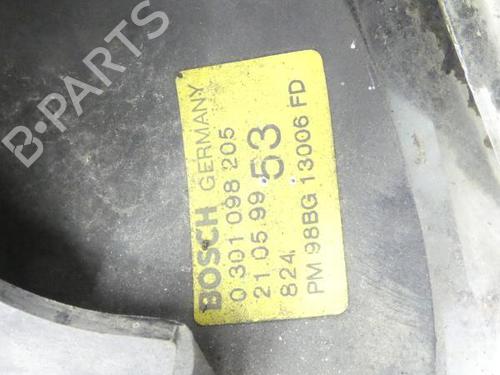 B-PARTS
BOSCH GERMANY
0 301 098 205
21.05.99 53
824
PM 98BG 13006 FD